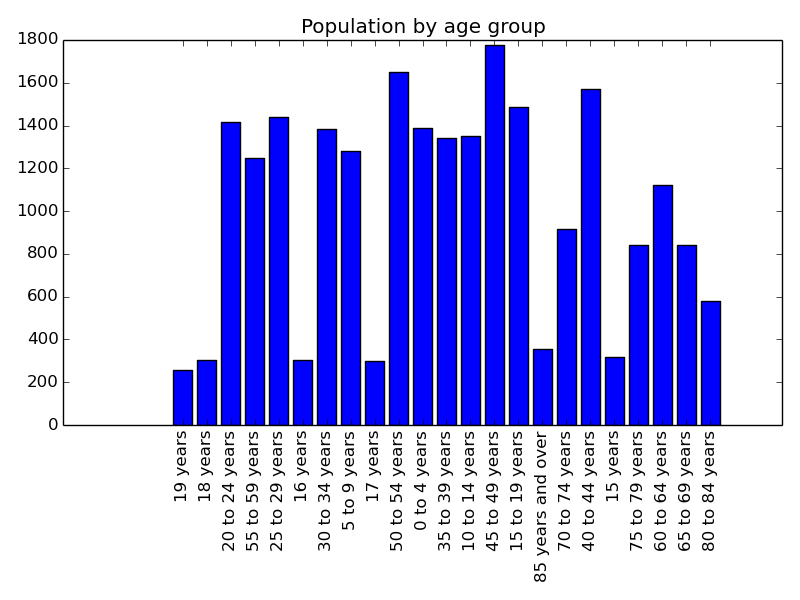 Population by age group
1800
1600
1400
1200
1000
800
600
400
200
0
19 years
18 years
20 to 24 years
55 to 59 years
25 to 29 years
16 years
30 to 34 years
5 to 9 years
17 years
50 to 54 years
0 to 4 years
35 to 39 years
10 to 14 years
45 to 49 years
15 to 19 years
85 years and over
70 to 74 years
40 to 44 years
15 years
75 to 79 years
60 to 64 years
65 to 69 years
80 to 84 years